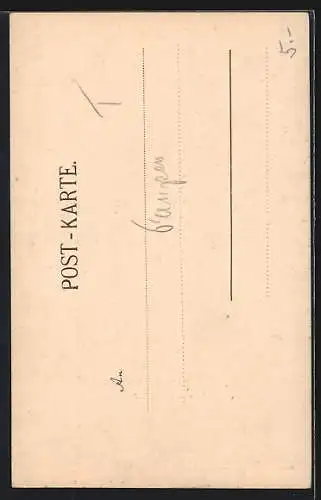 POST-KARTE.
An
5.-